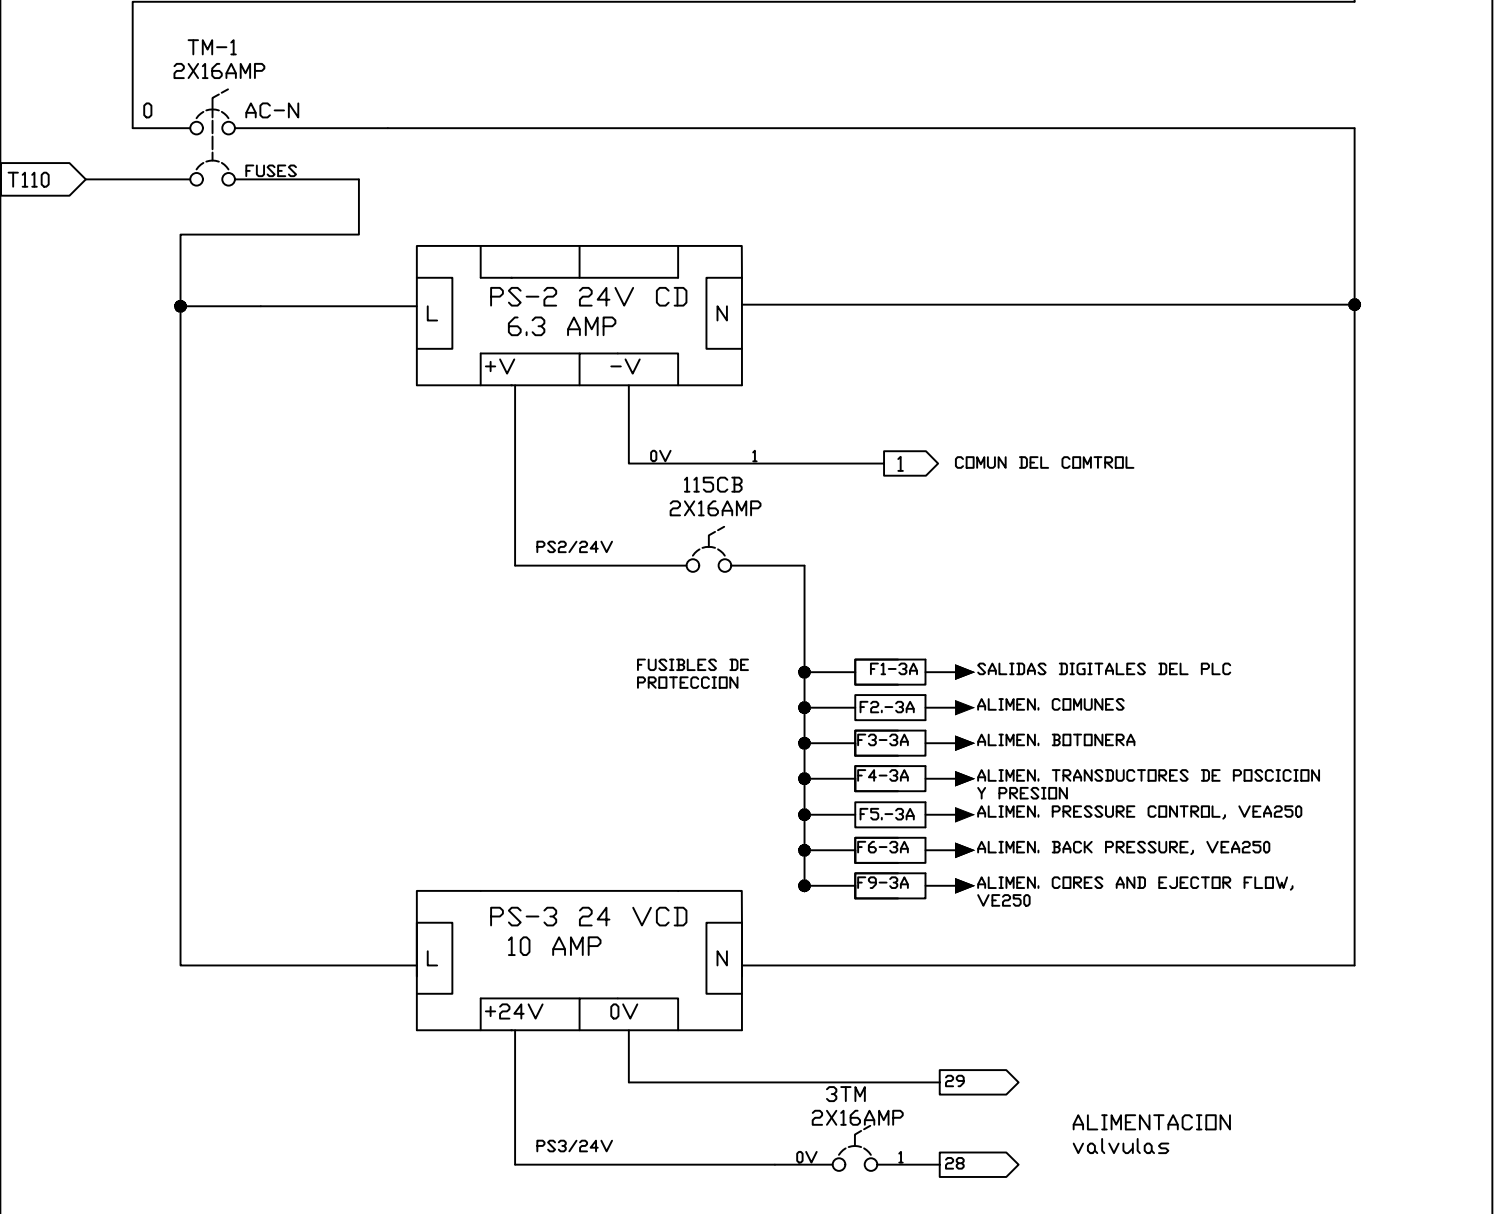 TM-1
2X16AMP
0
AC-N
T110
FUSES
PS-2 24V CD
6.3 AMP
L
N
+V
-V
0V
1
1
COMUN DEL COMTROL
115CB
2X16AMP
PS2/24V
FUSIBLES DE
PROTECCION
F1-3A
SALIDAS DIGITALES DEL PLC
F2.-3A
ALIMEN. COMUNES
F3-3A
ALIMEN. BOTONERA
F4-3A
ALIMEN. TRANSDUCTORES DE POSCICION
Y PRESION
F5.-3A
ALIMEN. PRESSURE CONTROL, VEA250
F6-3A
ALIMEN. BACK PRESSURE, VEA250
F9-3A
ALIMEN. CORES AND EJECTOR FLOW,
VE250
PS-3 24 VCD
10 AMP
L
N
+24V
0V
29
3TM
2X16AMP
PS3/24V
0V
1
28
ALIMENTACION
valvulas